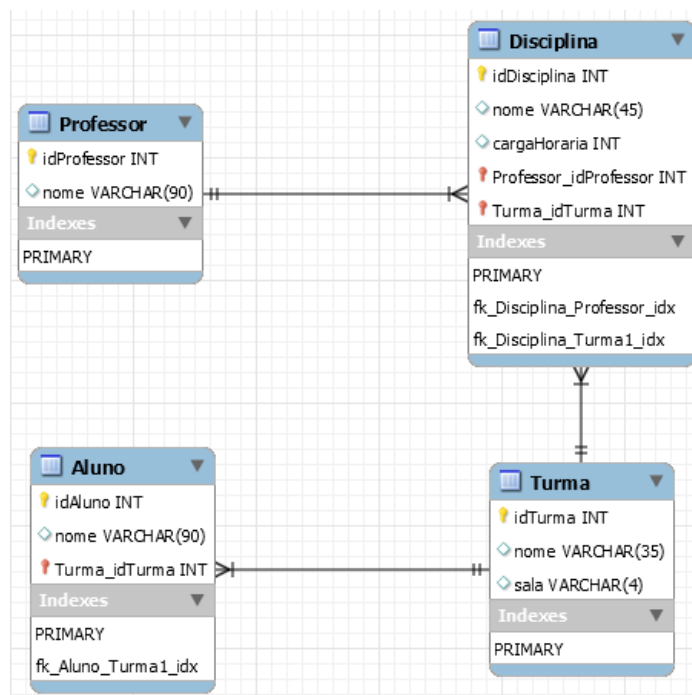 Disciplina
idDisciplina INT
nome VARCHAR(45)
cargaHoraria INT
Professor_idProfessor INT
Turma_idTurma INT
Indexes
PRIMARY
fk_Disciplina_Professor_idx
fk_Disciplina_Turma1_idx
Professor
idProfessor INT
nome VARCHAR(90)
Indexes
PRIMARY
Aluno
idAluno INT
nome VARCHAR(90)
Turma_idTurma INT
Indexes
PRIMARY
fk_Aluno_Turma1_idx
Turma
idTurma INT
nome VARCHAR(35)
sala VARCHAR(4)
Indexes
PRIMARY